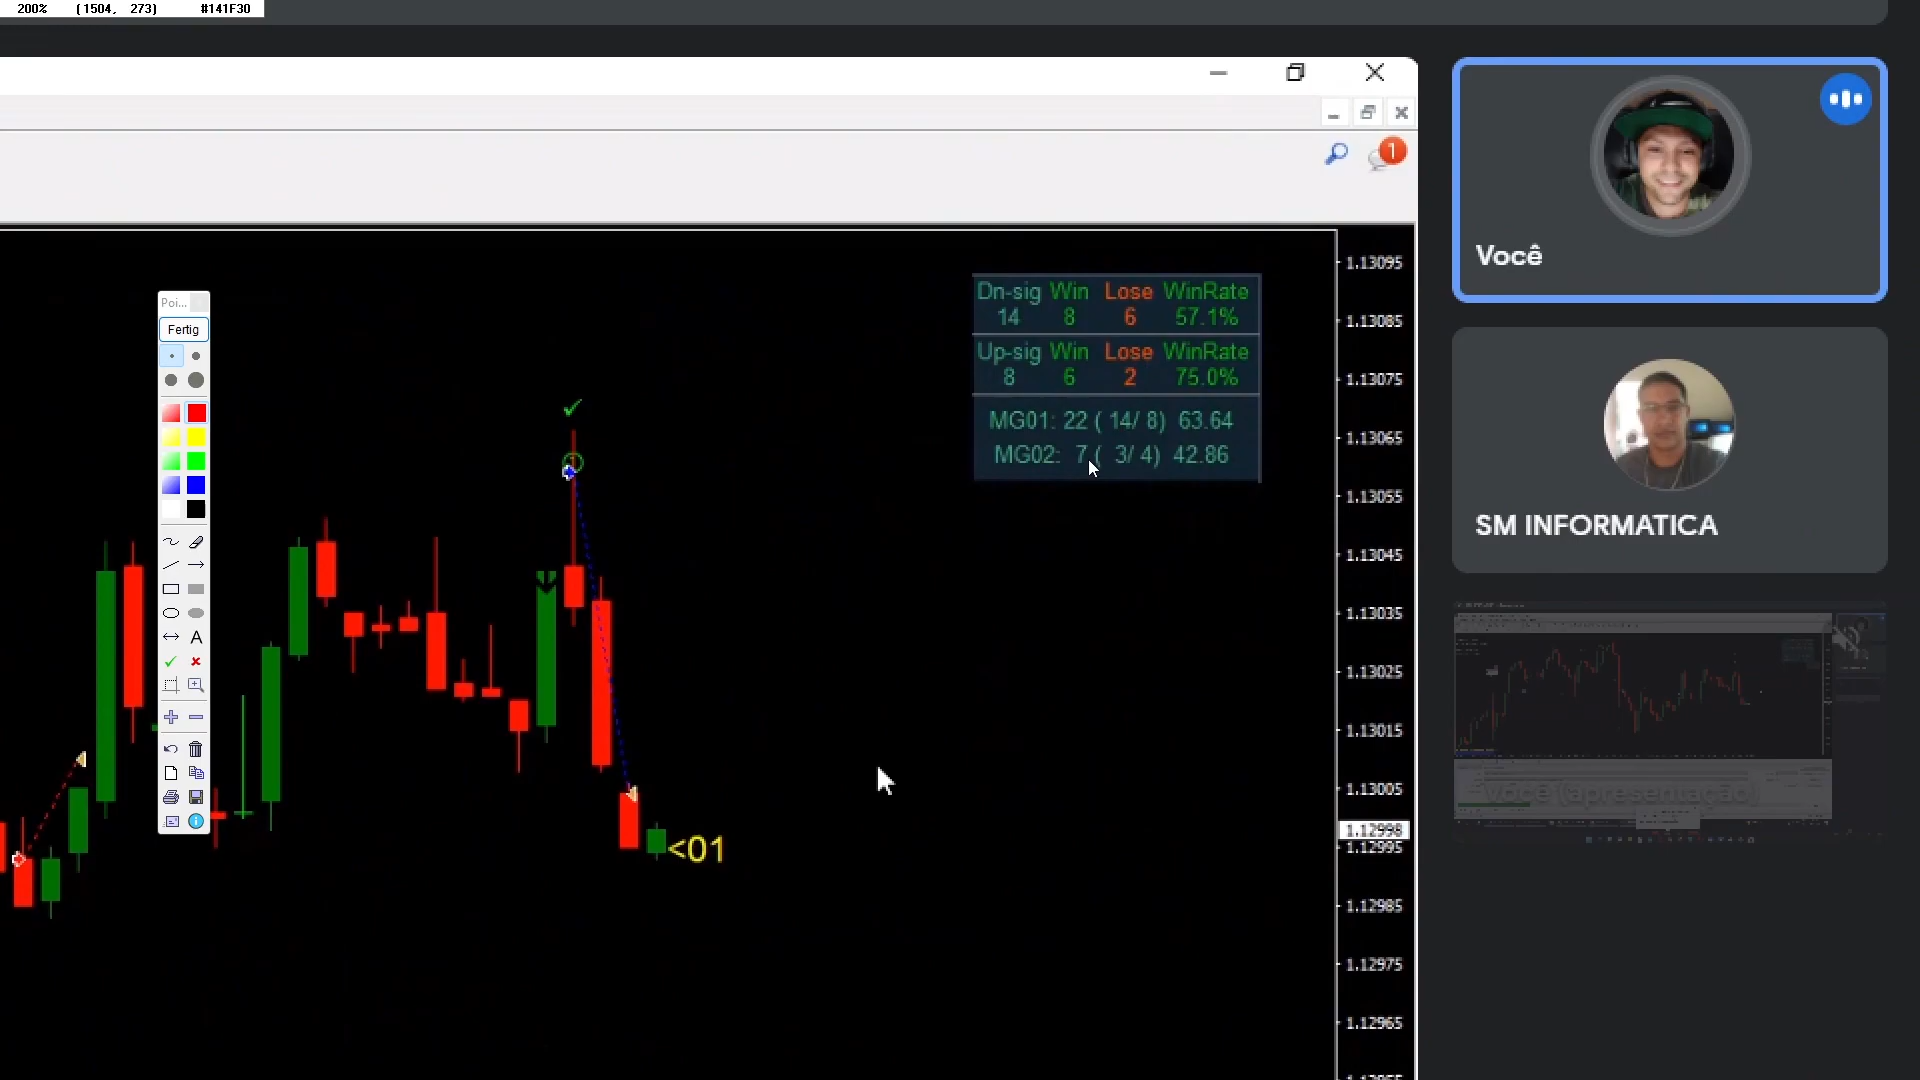 200% (1504, 273) #141F30
1
Poi...
Fertig
A
Dn-sig Win Lose WinRate
14 8 6 57.1%
Up-sig Win Lose WinRate
8 6 2 75.0%
MG01: 22 ( 14/ 8) 63.64
MG02: 7 ( 3/ 4) 42.86
<01
1.13095
1.13085
1.13075
1.13065
1.13055
1.13045
1.13035
1.13025
1.13015
1.13005
1.12998
1.12995
1.12985
1.12975
1.12965
Você
SM INFORMATICA
Você (apresentação)